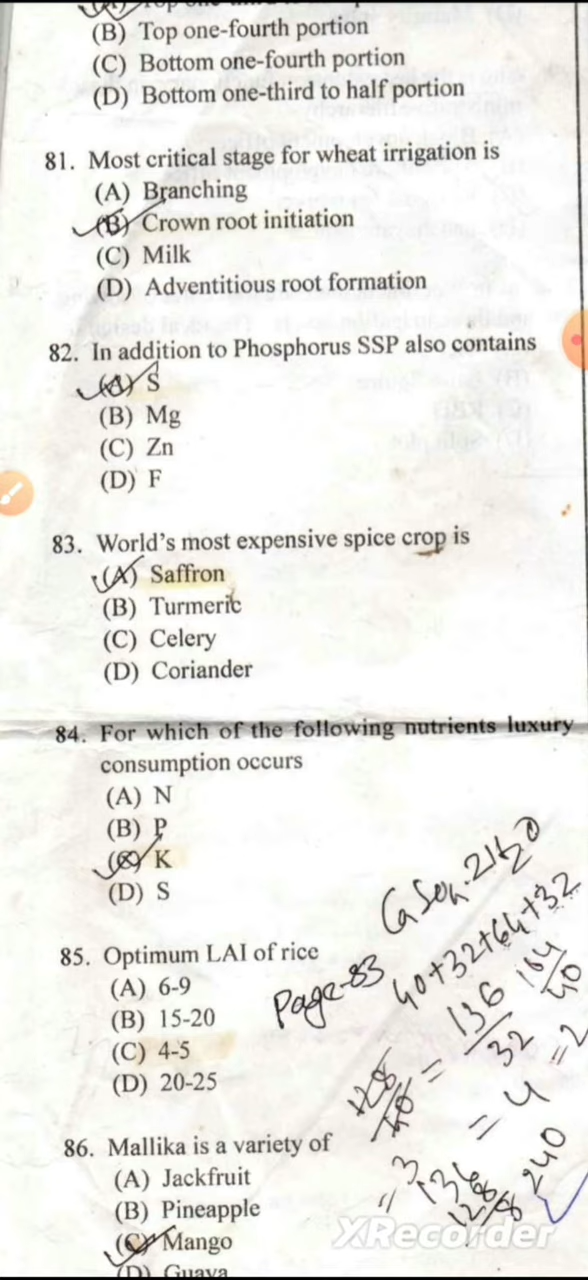 (B) Top one-fourth portion
(C) Bottom one-fourth portion
(D) Bottom one-third to half portion
81. Most critical stage for wheat irrigation is
(A) Branching
(B) Crown root initiation
(C) Milk
(D) Adventitious root formation
82. In addition to Phosphorus SSP also contains
(A) S
(B) Mg
(C) Zn
(D) F
83. World's most expensive spice crop is
(A) Saffron
(B) Turmeric
(C) Celery
(D) Coriander
84. For which of the following nutrients luxury
consumption occurs
(A) N
(B) P
(C) K
(D) S
85. Optimum LAI of rice
(A) 6-9
(B) 15-20
(C) 4-5
(D) 20-25
Page-83
40+32+64+32
136
32
= 4
86. Mallika is a variety of
(A) Jackfruit
(B) Pineapple
(C) Mango
(D) Guava
240
XRecorder